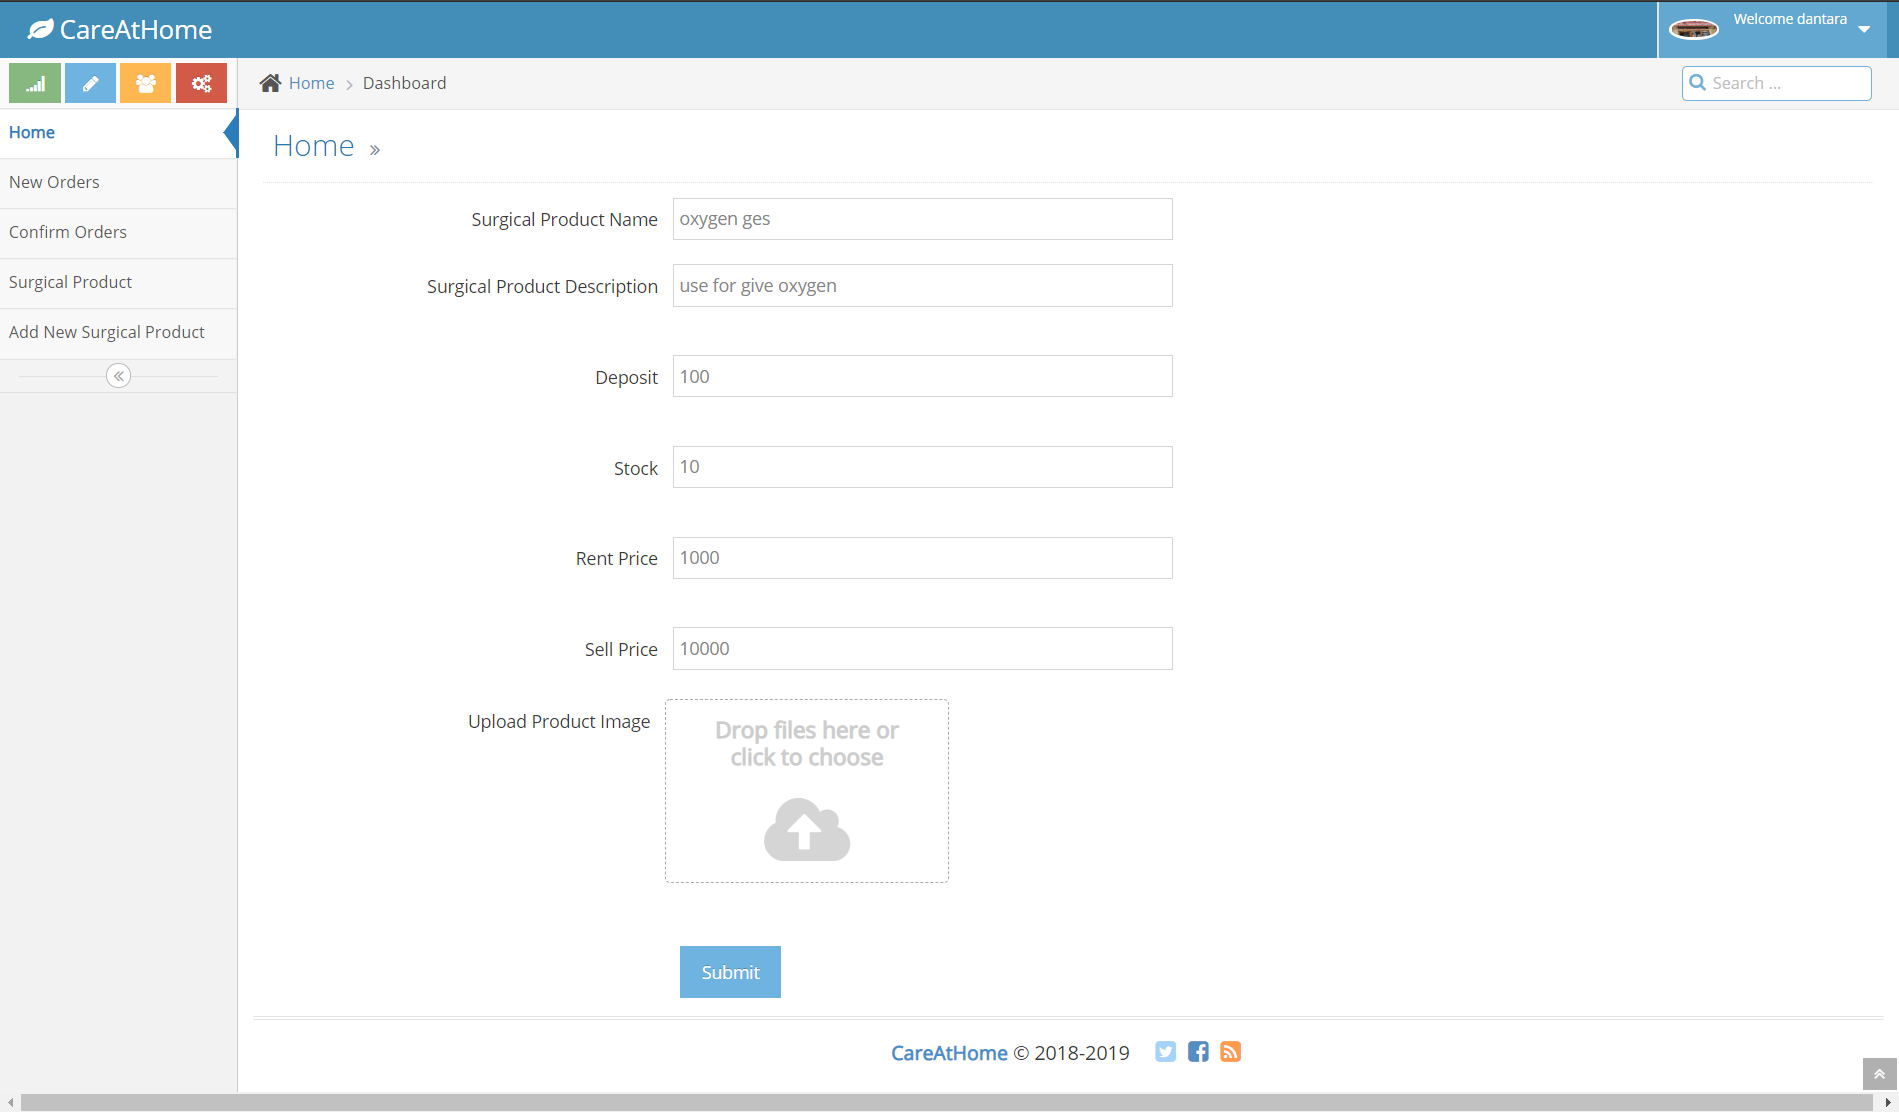 CareAtHome
Welcome dantara
Home
Dashboard
Search ...
Home
New Orders
Confirm Orders
Surgical Product
Add New Surgical Product
Home
Surgical Product Name
oxygen ges
Surgical Product Description
use for give oxygen
Deposit
100
Stock
10
Rent Price
1000
Sell Price
10000
Upload Product Image
Drop files here or
click to choose
Submit
CareAtHome © 2018-2019